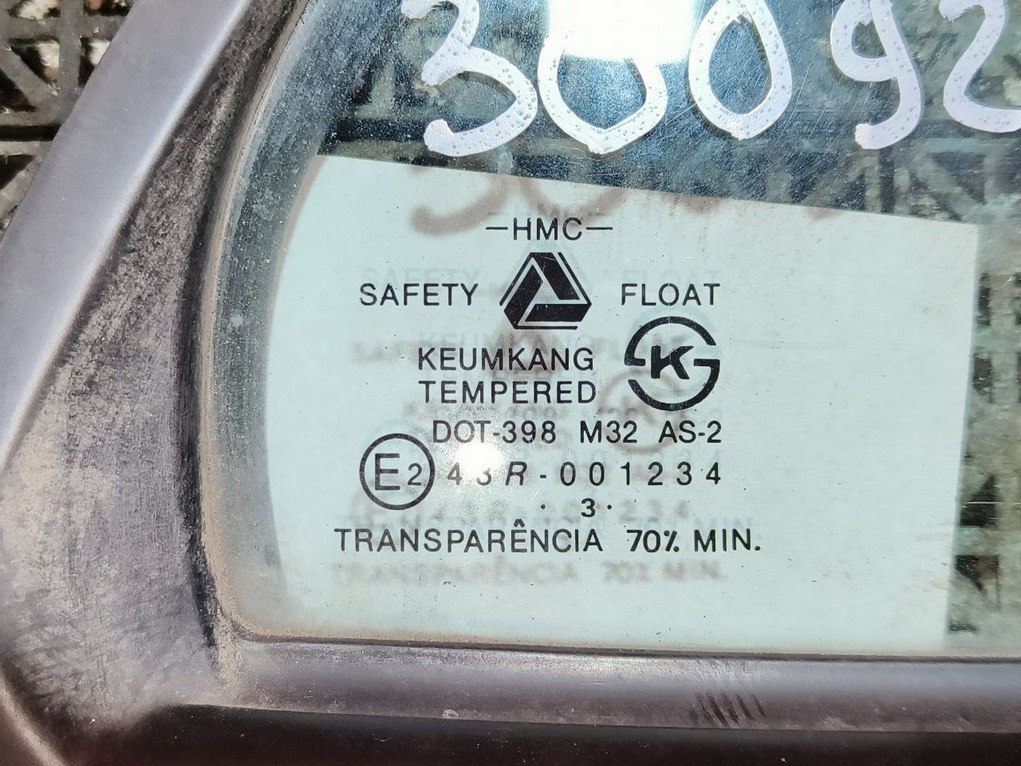 30092
—HMC—
SAFETY FLOAT
KEUMKANG
TEMPERED
K
DOT-398 M32 AS-2
E2 43R-001234
·3·
TRANSPARÊNCIA 70% MIN.